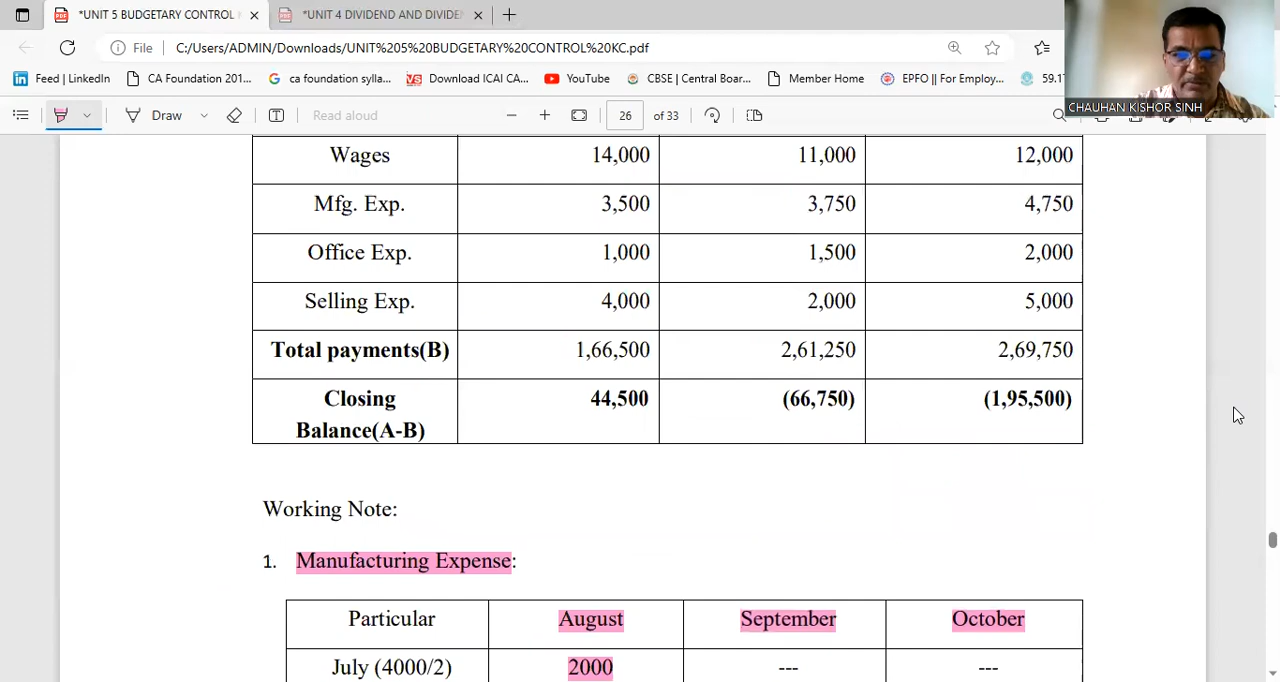 *UNIT 5 BUDGETARY CONTROL
*UNIT 4 DIVIDEND AND DIVIDE
File C:/Users/ADMIN/Downloads/UNIT%205%20BUDGETARY%20CONTROL%20KC.pdf
Feed | LinkedIn CA Foundation 201... ca foundation sylla... Download ICAI CA... YouTube CBSE | Central Boar... Member Home EPFO || For Employ... 59.1
CHAUHAN KISHOR SINH
Draw Read aloud 26 of 33
Wages 14,000 11,000 12,000
Mfg. Exp. 3,500 3,750 4,750
Office Exp. 1,000 1,500 2,000
Selling Exp. 4,000 2,000 5,000
Total payments(B) 1,66,500 2,61,250 2,69,750
Closing 44,500 (66,750) (1,95,500)
Balance(A-B)
Working Note:
1. Manufacturing Expense:
Particular August September October
July (4000/2) 2000 --- ---